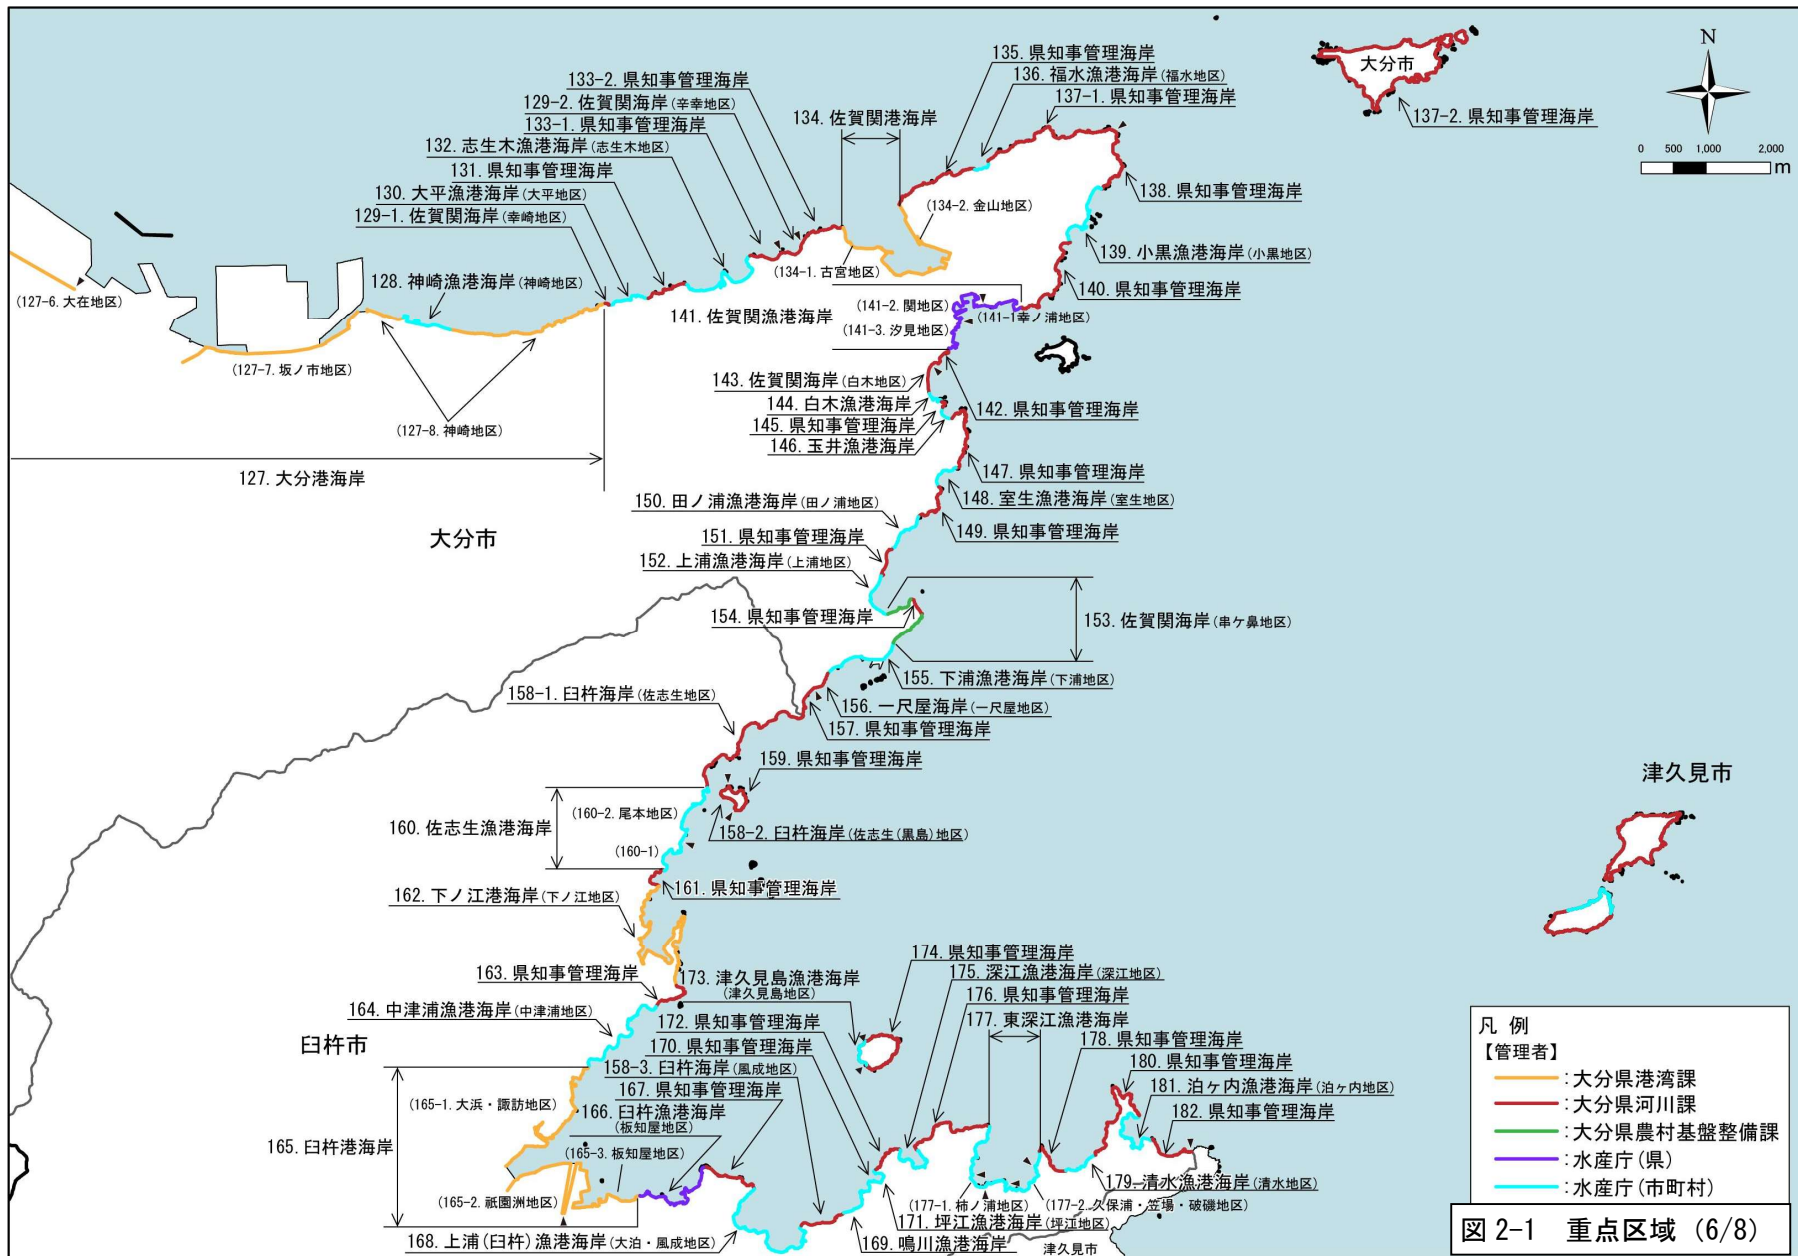 135. 県知事管理海岸
136. 福水漁港海岸(福水地区)
137-1. 県知事管理海岸
133-2. 県知事管理海岸
129-2. 佐賀関海岸(辛幸地区)
133-1. 県知事管理海岸
134. 佐賀関港海岸
132. 志生木漁港海岸(志生木地区)
131. 県知事管理海岸
130. 大平漁港海岸(大平地区)
129-1. 佐賀関海岸(幸崎地区)
大分市
137-2. 県知事管理海岸
N
0 500 1,000 2,000
m
138. 県知事管理海岸
(134-2. 金山地区)
139. 小黒漁港海岸(小黒地区)
(134-1. 古宮地区)
128. 神崎漁港海岸(神崎地区)
(127-6. 大在地区)
140. 県知事管理海岸
(141-2. 関地区)
141. 佐賀関漁港海岸
(141-1幸ノ浦地区)
(141-3. 汐見地区)
(127-7. 坂ノ市地区)
143. 佐賀関海岸(白木地区)
144. 白木漁港海岸
142. 県知事管理海岸
145. 県知事管理海岸
(127-8. 神崎地区)
146. 玉井漁港海岸
127. 大分港海岸
147. 県知事管理海岸
148. 室生漁港海岸(室生地区)
150. 田ノ浦漁港海岸(田ノ浦地区)
149. 県知事管理海岸
151. 県知事管理海岸
大分市
152. 上浦漁港海岸(上浦地区)
154. 県知事管理海岸
153. 佐賀関海岸(串ケ鼻地区)
155. 下浦漁港海岸(下浦地区)
158-1. 臼杵海岸(佐志生地区)
156. 一尺屋海岸(一尺屋地区)
157. 県知事管理海岸
159. 県知事管理海岸
津久見市
(160-2. 尾本地区)
160. 佐志生漁港海岸
158-2. 臼杵海岸(佐志生(黒島)地区)
(160-1)
161. 県知事管理海岸
162. 下ノ江港海岸(下ノ江地区)
174. 県知事管理海岸
163. 県知事管理海岸
173. 津久見島漁港海岸
(津久見島地区)
175. 深江漁港海岸(深江地区)
176. 県知事管理海岸
164. 中津浦漁港海岸(中津浦地区)
172. 県知事管理海岸
177. 東深江漁港海岸
臼杵市
170. 県知事管理海岸
178. 県知事管理海岸
158-3. 臼杵海岸(風成地区)
180. 県知事管理海岸
167. 県知事管理海岸
181. 泊ヶ内漁港海岸(泊ヶ内地区)
(165-1. 大浜・諏訪地区)
166. 臼杵漁港海岸
(板知屋地区)
182. 県知事管理海岸
165. 臼杵港海岸
(165-3. 板知屋地区)
179. 清水漁港海岸(清水地区)
(165-2. 祇園洲地区)
(177-1. 柿ノ浦地区)
(177-2. 久保浦・笠場・破磯地区)
171. 坪江漁港海岸(坪江地区)
168. 上浦(臼杵)漁港海岸(大泊・風成地区)
169. 鳴川漁港海岸
津久見市
凡 例
【管理者】
:大分県港湾課
:大分県河川課
:大分県農村基盤整備課
:水産庁(県)
:水産庁(市町村)
図 2-1 重点区域 (6/8)